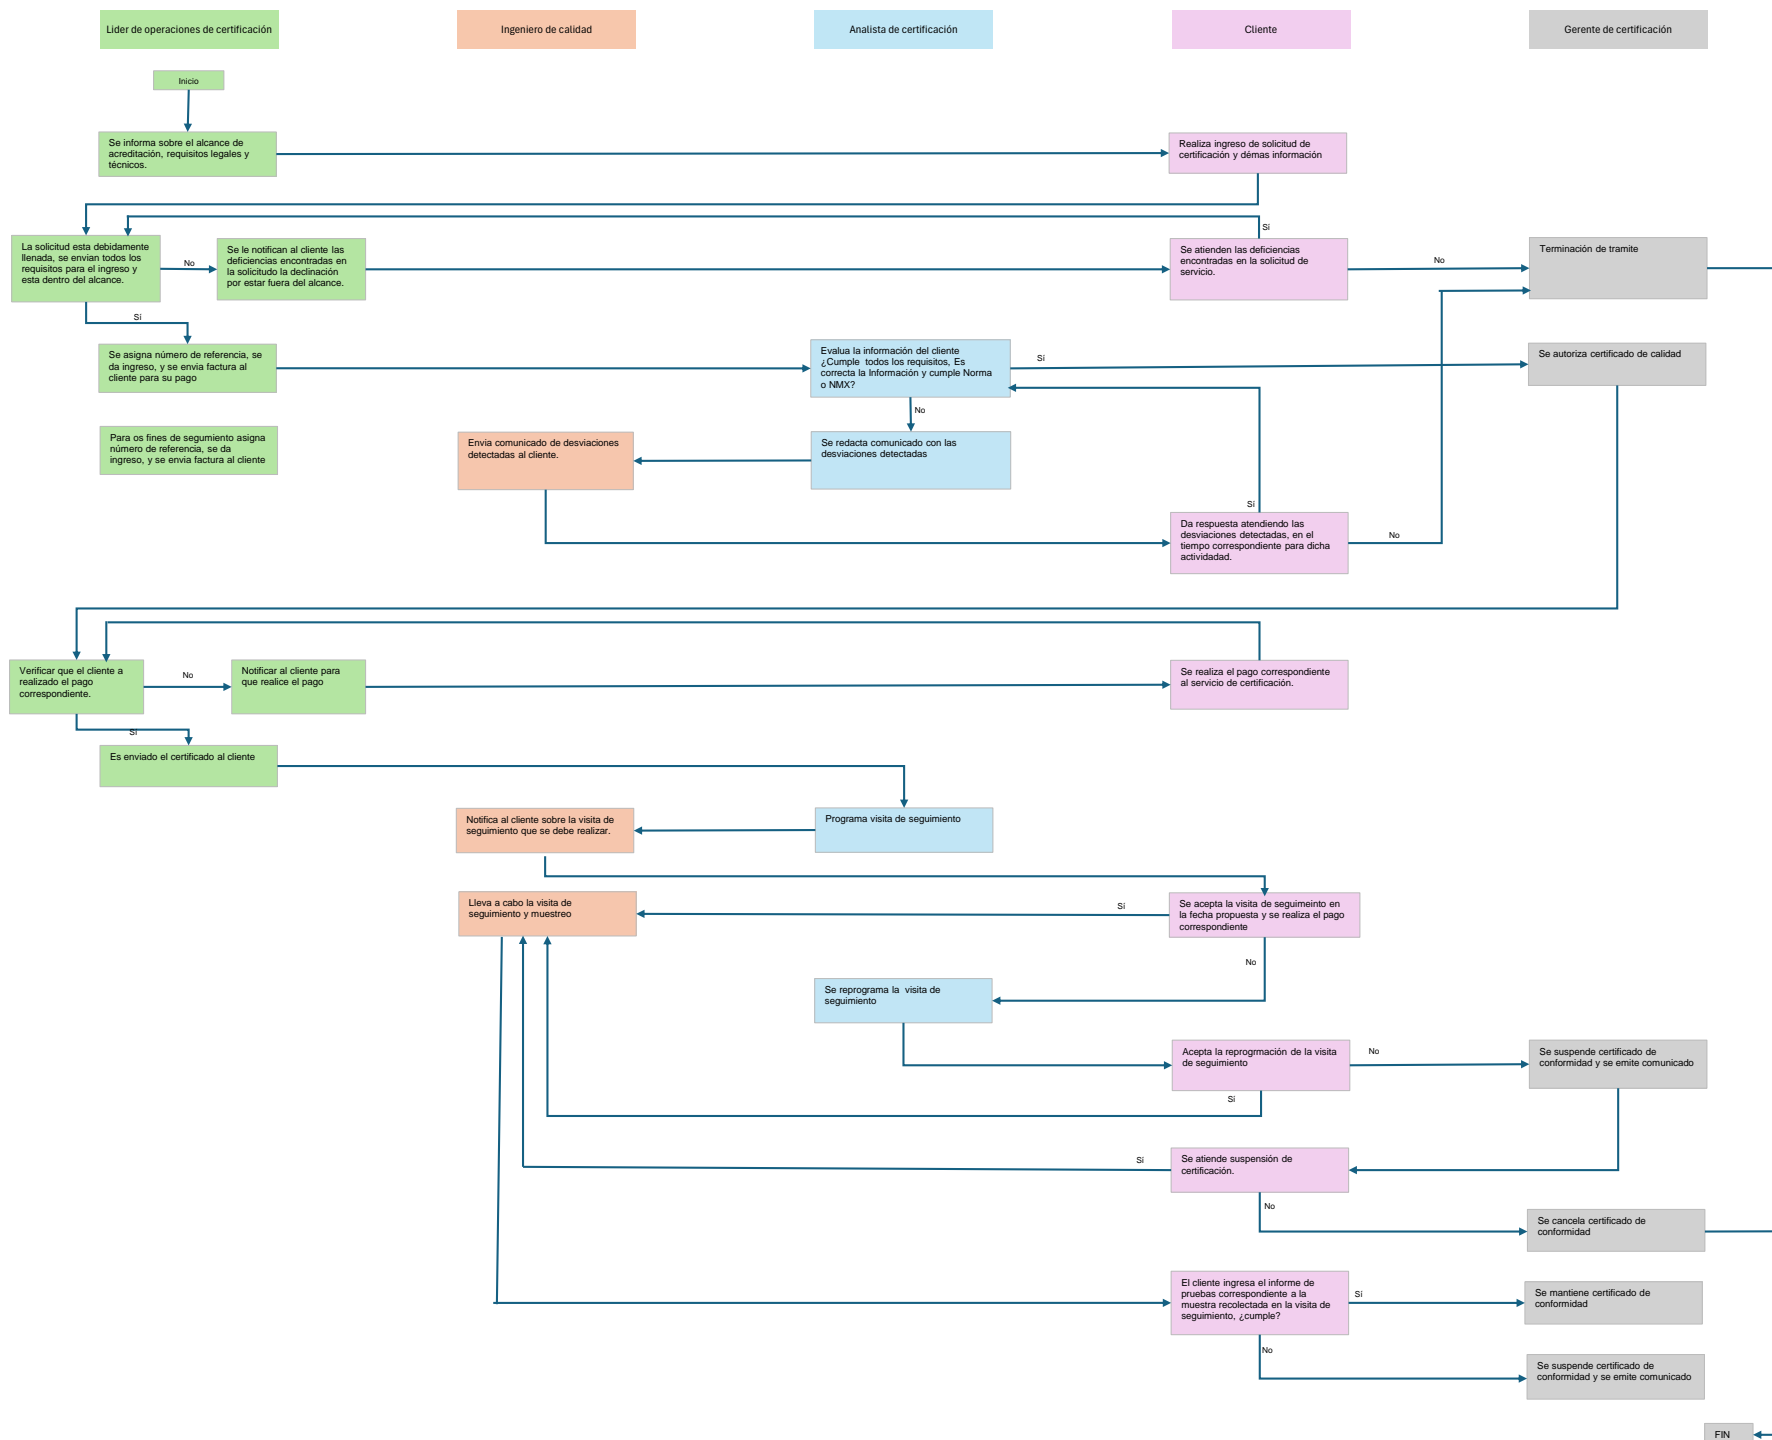 Lider de operaciones de certificación
Ingeniero de calidad
Analista de certificación
Cliente
Gerente de certificación
Inicio
Se informa sobre el alcance de
acreditación, requisitos legales y
técnicos.
Realiza ingreso de solicitud de
certificación y démas información
Sí
La solicitud esta debidamente
llenada, se envian todos los
requisitos para el ingreso y
esta dentro del alcance.
No
Se le notifican al cliente las
deficiencias encontradas en
la solicitudo la declinación
por estar fuera del alcance.
Se atienden las deficiencias
encontradas en la solicitud de
servicio.
No
Terminación de tramite
Sí
Se asigna número de referencia, se
da ingreso, y se envia factura al
cliente para su pago
Evalua la información del cliente
¿Cumple  todos los requisitos, Es
correcta la Información y cumple Norma
o NMX?
Sí
Se autoriza certificado de calidad
No
Para os fines de segumiento asigna
número de referencia, se da
ingreso, y se envia factura al cliente
Envia comunicado de desviaciones
detectadas al cliente.
Se redacta comunicado con las
desviaciones detectadas
Sí
Da respuesta atendiendo las
desviaciones detectadas, en el
tiempo correspondiente para dicha
actividadad.
No
Verificar que el cliente a
realizado el pago
correspondiente.
No
Notificar al cliente para
que realice el pago
Se realiza el pago correspondiente
al servicio de certificación.
Sí
Es enviado el certificado al cliente
Notifica al cliente sobre la visita de
seguimiento que se debe realizar.
Programa visita de seguimiento
Lleva a cabo la visita de
seguimiento y muestreo
Sí
Se acepta la visita de seguimeinto en
la fecha propuesta y se realiza el pago
correspondiente
No
Se reprograma la  visita de
seguimiento
Acepta la reprogrmación de la visita
de seguimiento
No
Se suspende certificado de
conformidad y se emite comunicado
Sí
Sí
Se atiende suspensión de
certificación.
No
Se cancela certificado de
conformidad
El cliente ingresa el informe de
pruebas correspondiente a la
muestra recolectada en la visita de
seguimiento, ¿cumple?
Sí
Se mantiene certificado de
conformidad
No
Se suspende certificado de
conformidad y se emite comunicado
FIN